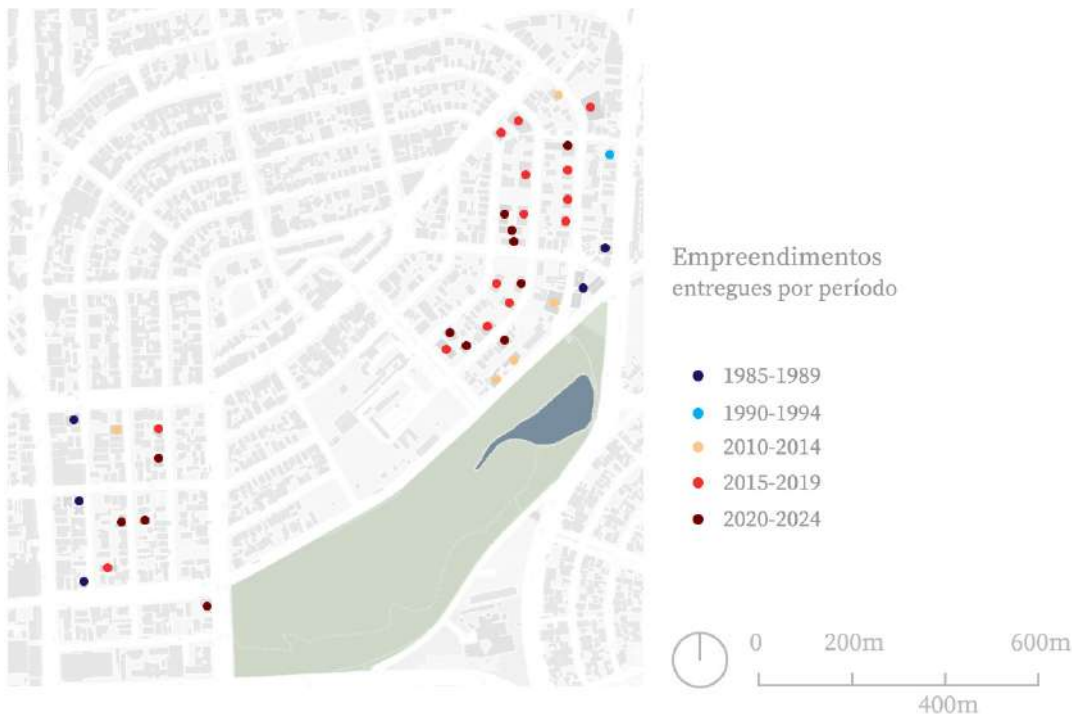 Empreendimentos
entregues por período
1985-1989
1990-1994
2010-2014
2015-2019
2020-2024
0 200m 600m
400m